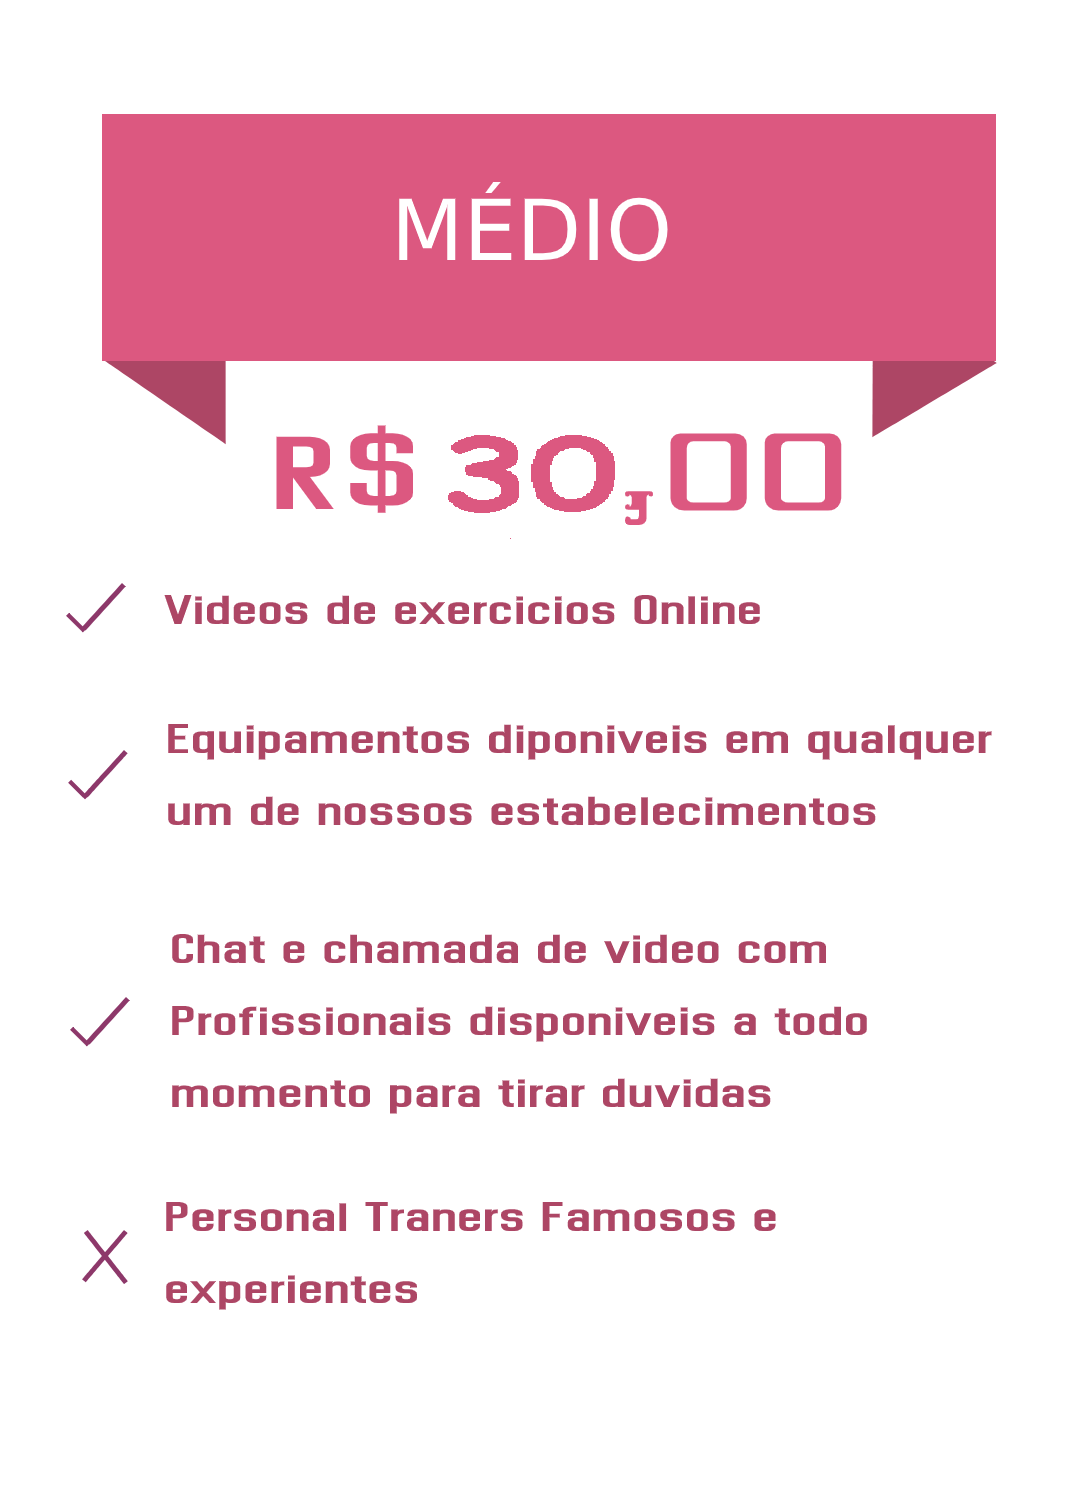 MÉDIO
R$ 30,00
Videos de exercicios Online
Equipamentos diponiveis em qualquer
um de nossos estabelecimentos
Chat e chamada de video com
Profissionais disponiveis a todo
momento para tirar duvidas
Personal Traners Famosos e
experientes